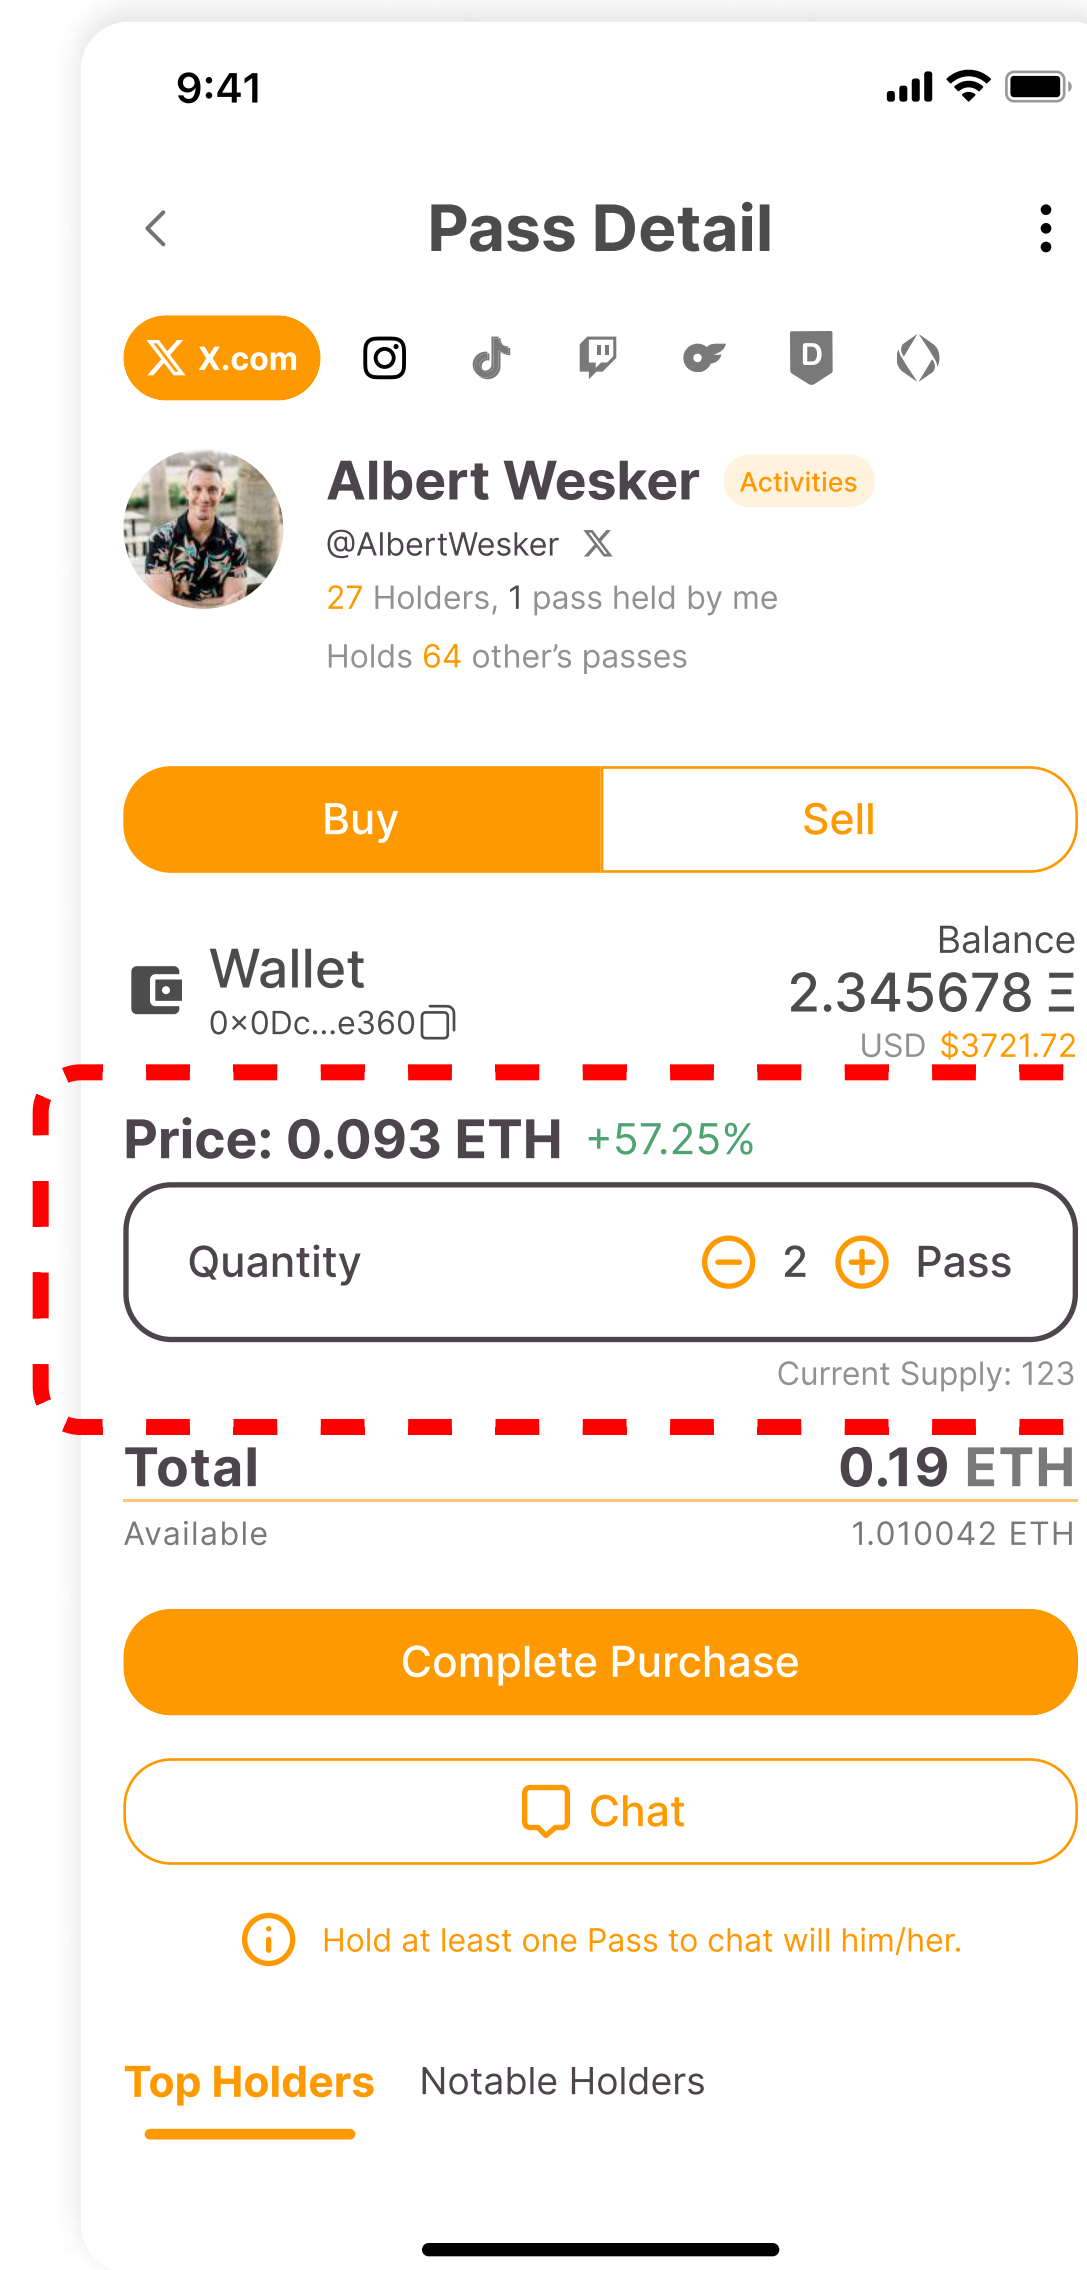 9:41
Pass Detail
X.com
D
Albert Wesker Activities
@AlbertWesker
27 Holders, 1 pass held by me
Holds 64 other's passes
Buy Sell
Wallet
0×0Dc...e360
Balance
2.345678 Ξ
USD $3721.72
Price: 0.093 ETH +57.25%
Quantity 2 Pass
Current Supply: 123
Total 0.19 ETH
Available 1.010042 ETH
Complete Purchase
Chat
Hold at least one Pass to chat will him/her.
Top Holders Notable Holders